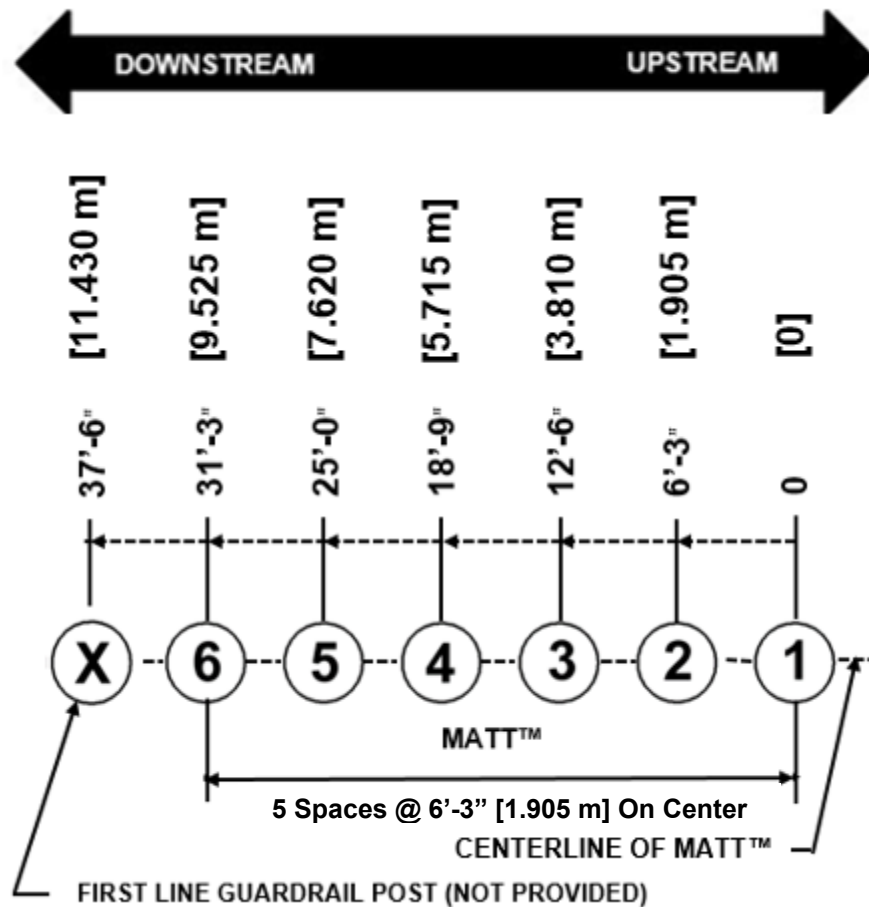 DOWNSTREAM UPSTREAM
[11.430 m] [9.525 m] [7.620 m] [5.715 m] [3.810 m] [1.905 m] [0]
37’-6" 31’-3" 25’-0" 18’-9" 12’-6" 6’-3" 0
X 6 5 4 3 2 1
MATT™
5 Spaces @ 6’-3” [1.905 m] On Center
CENTERLINE OF MATT™
FIRST LINE GUARDRAIL POST (NOT PROVIDED)